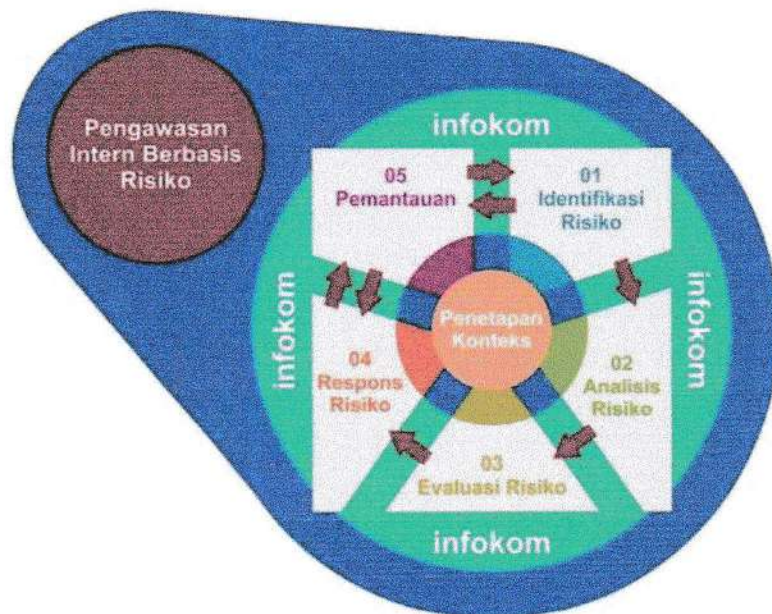 Pengawasan
Intern Berbasis
Risiko
infokom
05
Pemantauan
01
Identifikasi
Risiko
infokom
infokom
Penetapan
Konteks
04
Respons
Risiko
02
Analisis
Risiko
03
Evaluasi Risiko
infokom